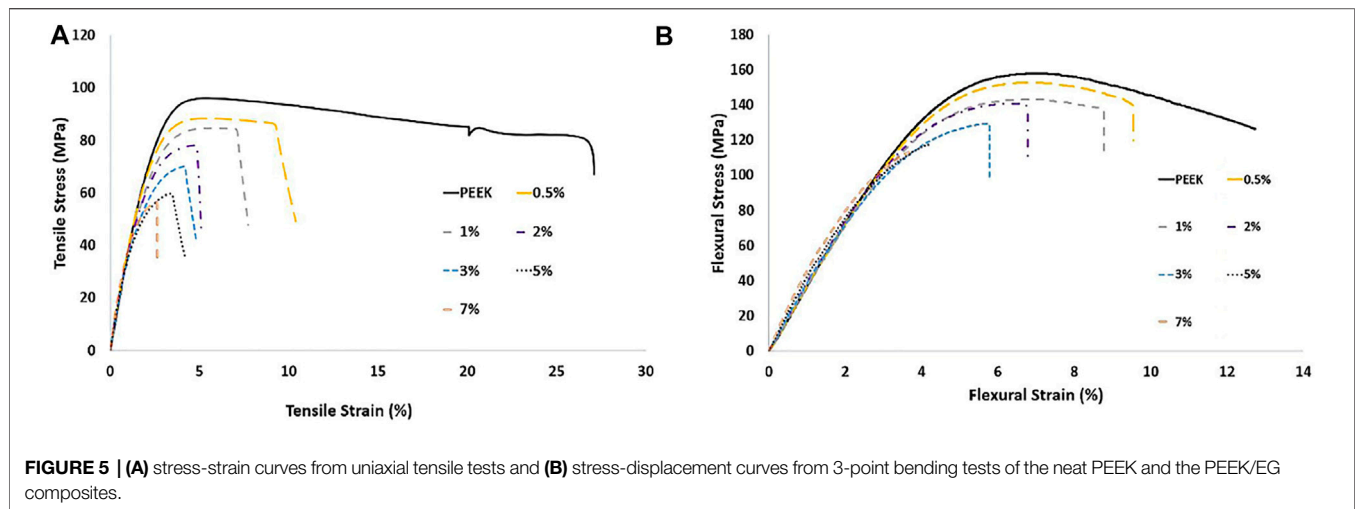 A
120
100
80
60
40
20
0
Tensile Stress (MPa)
0 5 10 15 20 25 30
Tensile Strain (%)
PEEK 0.5%
1% 2%
3% 5%
7%
B
180
160
140
120
100
80
60
40
20
0
Flexural Stress (MPa)
0 2 4 6 8 10 12 14
Flexural Strain (%)
PEEK 0.5%
1% 2%
3% 5%
7%
FIGURE 5 | (A) stress-strain curves from uniaxial tensile tests and (B) stress-displacement curves from 3-point bending tests of the neat PEEK and the PEEK/EG
composites.